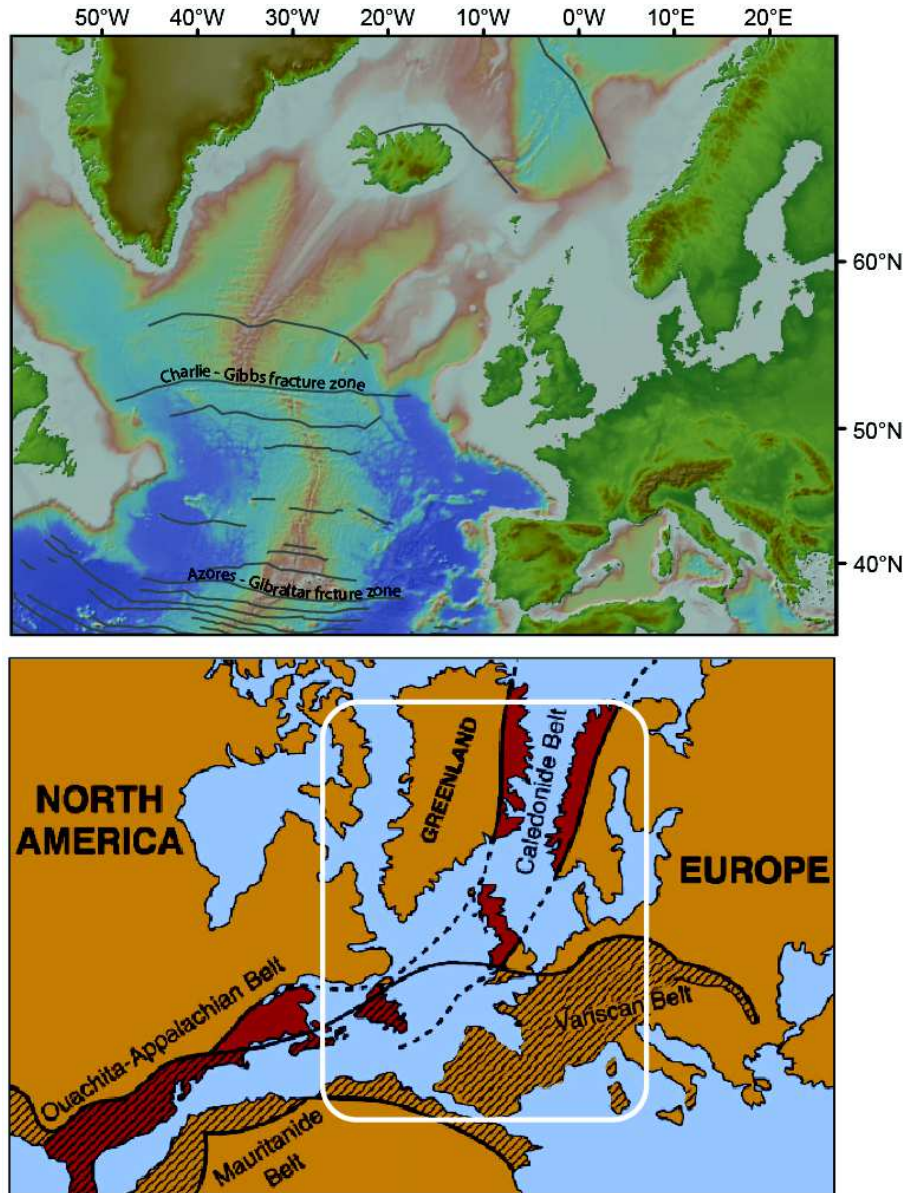 50°W 40°W 30°W 20°W 10°W 0°W 10°E 20°E
60°N
Charlie - Gibbs fracture zone
50°N
40°N
Azores - Gibraltar frcture zone
NORTH
AMERICA
GREENLAND
Caledonide Belt
EUROPE
Ouachita-Appalachian Belt
Variscan Belt
Mauritanide
Belt